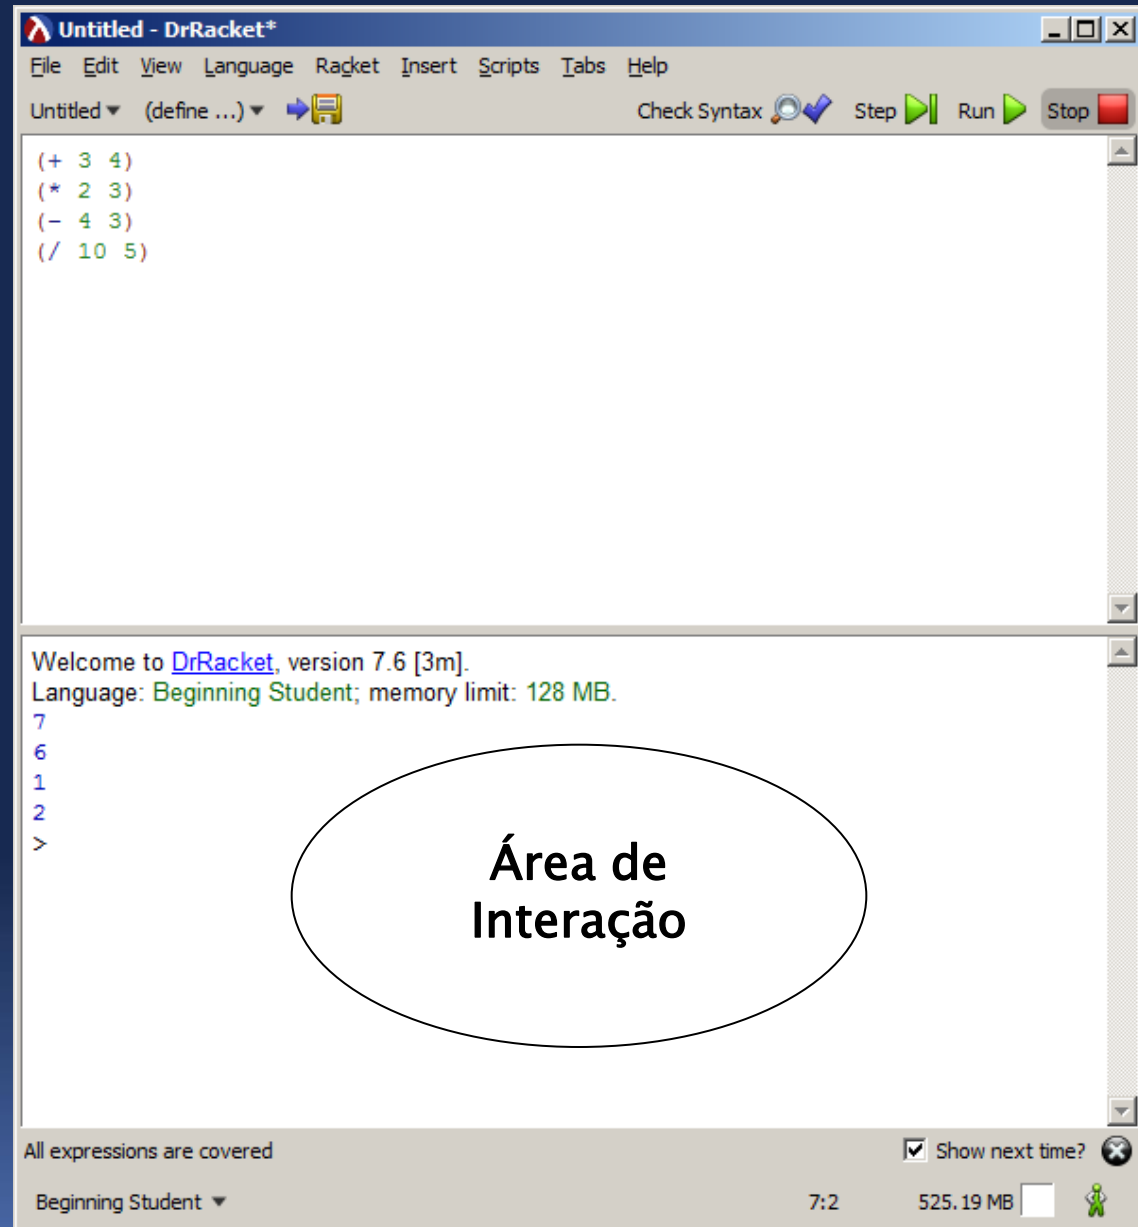 Untitled - DrRacket*
File Edit View Language Racket Insert Scripts Tabs Help
Untitled (define ...) Check Syntax Step Run Stop
(+ 3 4)
(* 2 3)
(- 4 3)
(/ 10 5)
Welcome to DrRacket, version 7.6 [3m].
Language: Beginning Student; memory limit: 128 MB.
7
6
1
2
>
Área de
Interação
All expressions are covered Show next time?
Beginning Student 7:2 525.19 MB